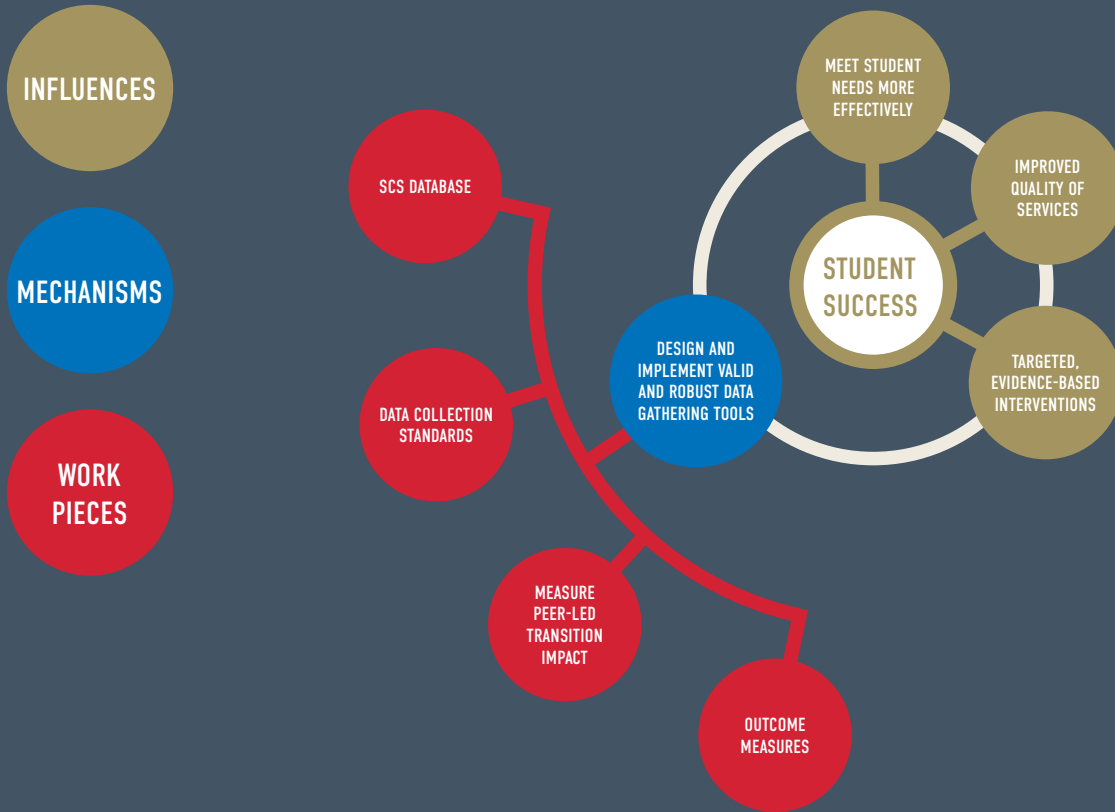 INFLUENCES
MECHANISMS
WORK
PIECES
SCS DATABASE
DATA COLLECTION
STANDARDS
MEASURE
PEER-LED
TRANSITION
IMPACT
OUTCOME
MEASURES
DESIGN AND
IMPLEMENT VALID
AND ROBUST DATA
GATHERING TOOLS
STUDENT
SUCCESS
MEET STUDENT
NEEDS MORE
EFFECTIVELY
IMPROVED
QUALITY OF
SERVICES
TARGETED,
EVIDENCE-BASED
INTERVENTIONS